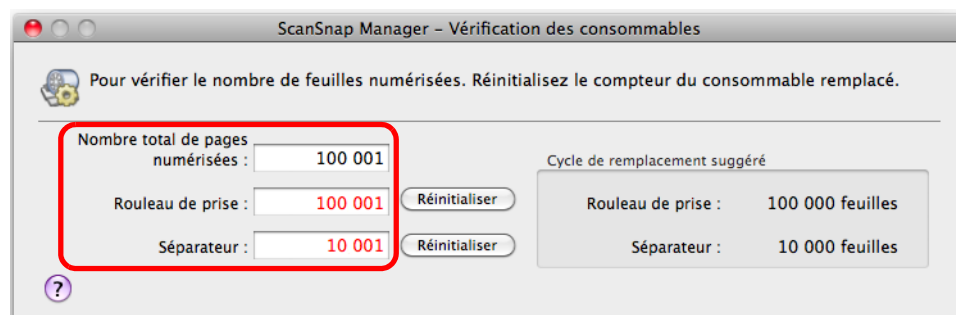 ScanSnap Manager – Vérification des consommables
Pour vérifier le nombre de feuilles numérisées. Réinitialisez le compteur du consommable remplacé.
Nombre total de pages
numérisées : 100 001
Cycle de remplacement suggéré
Rouleau de prise : 100 001 Réinitialiser Rouleau de prise : 100 000 feuilles
Séparateur : 10 001 Réinitialiser Séparateur : 10 000 feuilles
?